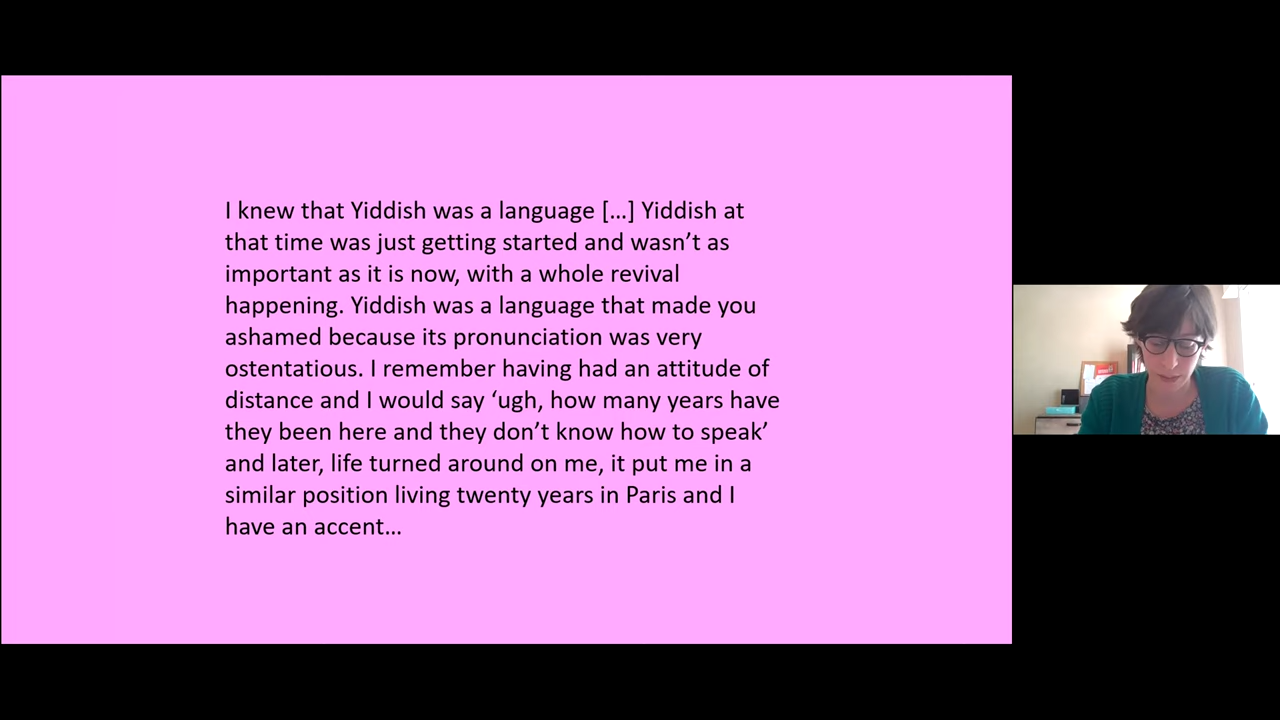 I knew that Yiddish was a language […] Yiddish at
that time was just getting started and wasn’t as
important as it is now, with a whole revival
happening. Yiddish was a language that made you
ashamed because its pronunciation was very
ostentatious. I remember having had an attitude of
distance and I would say ‘ugh, how many years have
they been here and they don’t know how to speak’
and later, life turned around on me, it put me in a
similar position living twenty years in Paris and I
have an accent…